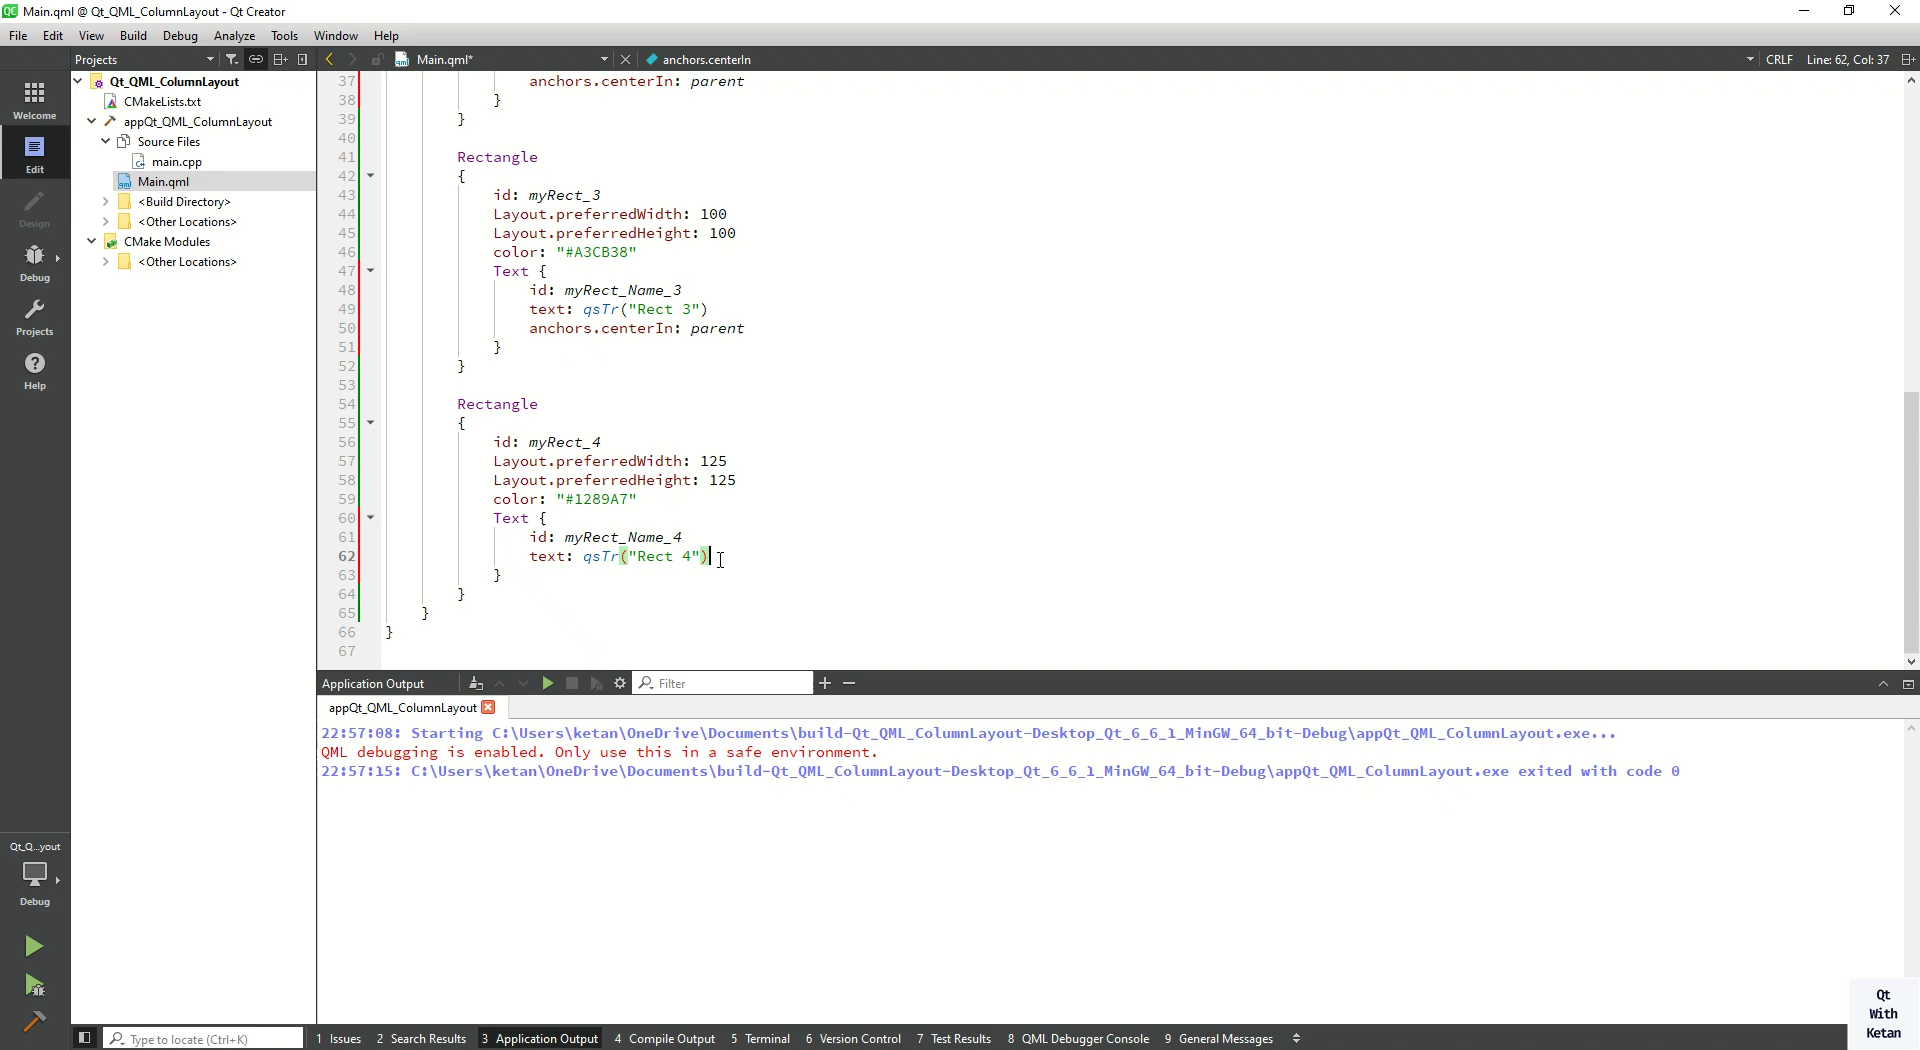 Main.qml @ Qt_QML_ColumnLayout - Qt Creator
File Edit View Build Debug Analyze Tools Window Help
Projects Main.qml* anchors.centerIn CRLF Line: 62, Col: 37
Welcome
Edit
Design
Debug
Projects
Help
Qt_QML_ColumnLayout
CMakeLists.txt
appQt_QML_ColumnLayout
Source Files
main.cpp
Main.qml
<Build Directory>
<Other Locations>
CMake Modules
<Other Locations>
37 anchors.centerIn: parent
38 }
39 }
40
41 Rectangle
42 {
43 id: myRect_3
44 Layout.preferredWidth: 100
45 Layout.preferredHeight: 100
46 color: "#A3CB38"
47 Text {
48 id: myRect_Name_3
49 text: qsTr("Rect 3")
50 anchors.centerIn: parent
51 }
52 }
53
54 Rectangle
55 {
56 id: myRect_4
57 Layout.preferredWidth: 125
58 Layout.preferredHeight: 125
59 color: "#1289A7"
60 Text {
61 id: myRect_Name_4
62 text: qsTr("Rect 4")
63 }
64 }
65 }
66 }
67
Application Output Filter
appQt_QML_ColumnLayout
22:57:08: Starting C:\Users\ketan\OneDrive\Documents\build-Qt_QML_ColumnLayout-Desktop_Qt_6_6_1_MinGW_64_bit-Debug\appQt_QML_ColumnLayout.exe...
QML debugging is enabled. Only use this in a safe environment.
22:57:15: C:\Users\ketan\OneDrive\Documents\build-Qt_QML_ColumnLayout-Desktop_Qt_6_6_1_MinGW_64_bit-Debug\appQt_QML_ColumnLayout.exe exited with code 0
Qt_Q...yout
Debug
Qt
With
Ketan
Type to locate (Ctrl+K) 1 Issues 2 Search Results 3 Application Output 4 Compile Output 5 Terminal 6 Version Control 7 Test Results 8 QML Debugger Console 9 General Messages